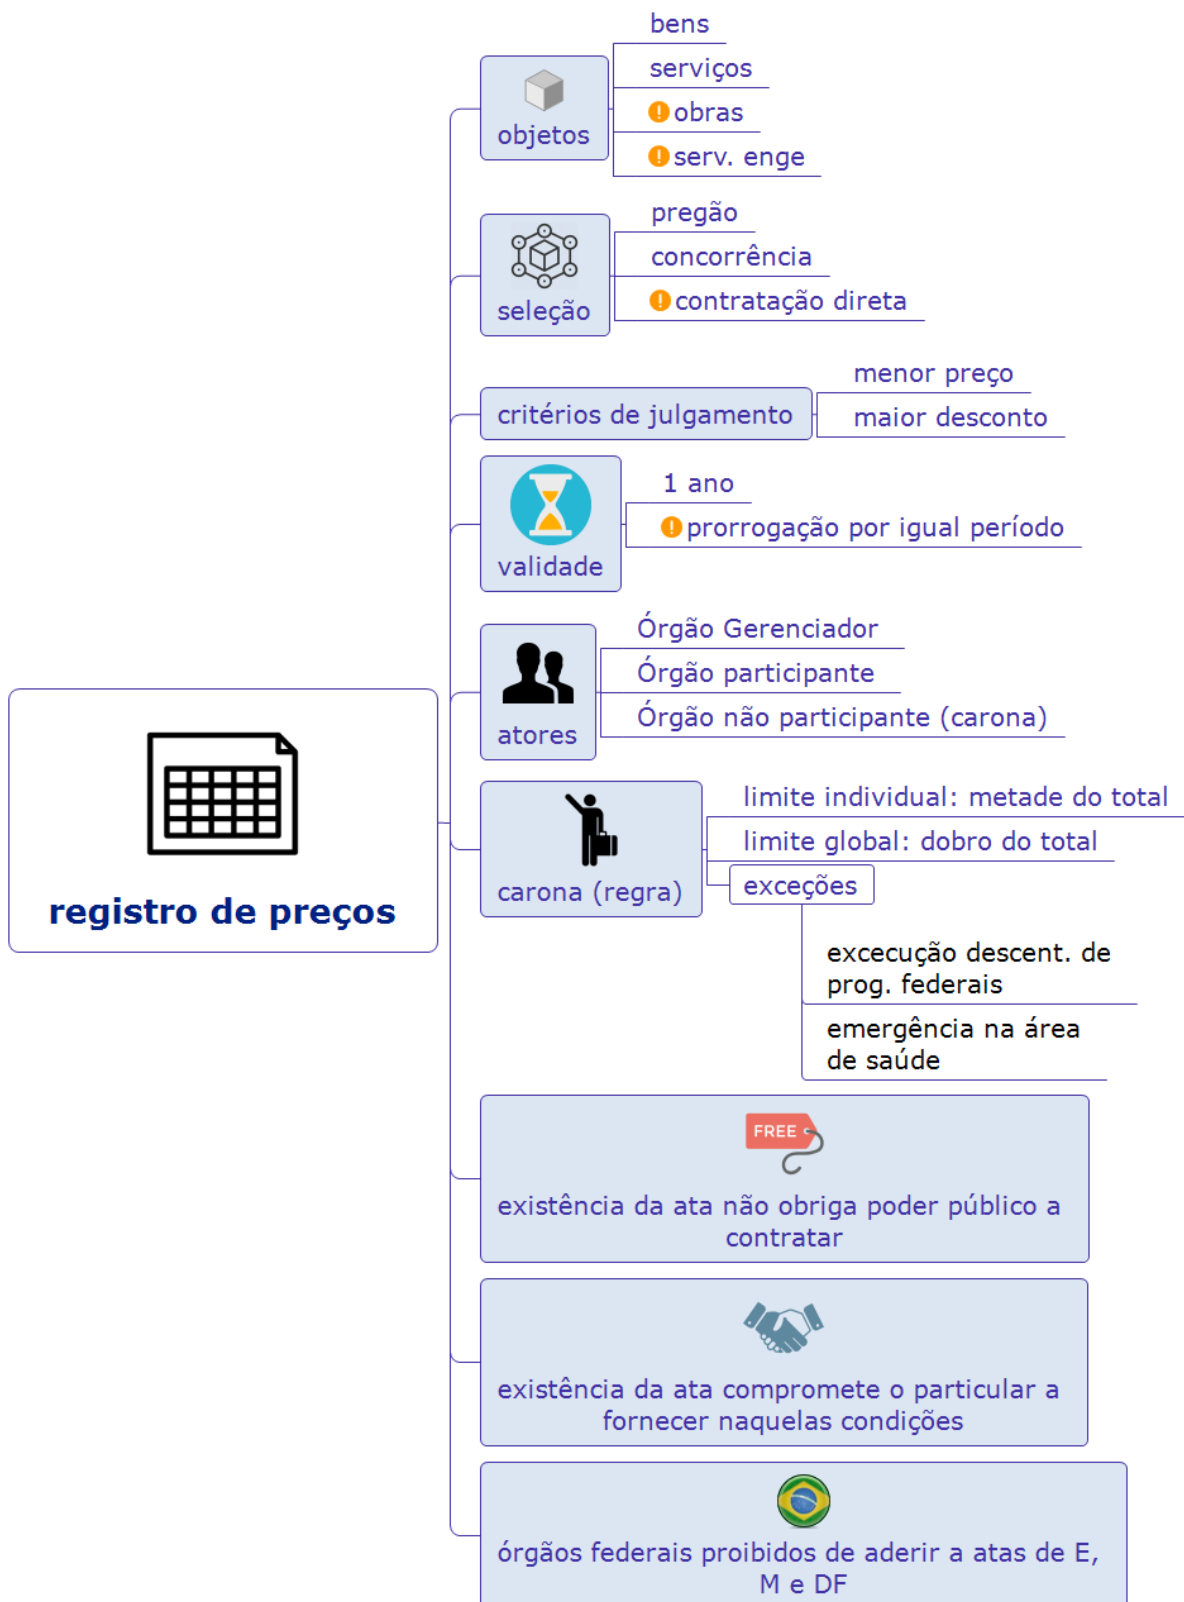 bens
serviços
obras
serv. enge
objetos
pregão
concorrência
contratação direta
seleção
menor preço
critérios de julgamento
maior desconto
1 ano
prorrogação por igual período
validade
Órgão Gerenciador
Órgão participante
Órgão não participante (carona)
atores
limite individual: metade do total
limite global: dobro do total
carona (regra)
exceções
excecução descent. de
prog. federais
emergência na área
de saúde
registro de preços
FREE
existência da ata não obriga poder público a
contratar
existência da ata compromete o particular a
fornecer naquelas condições
órgãos federais proibidos de aderir a atas de E,
M e DF